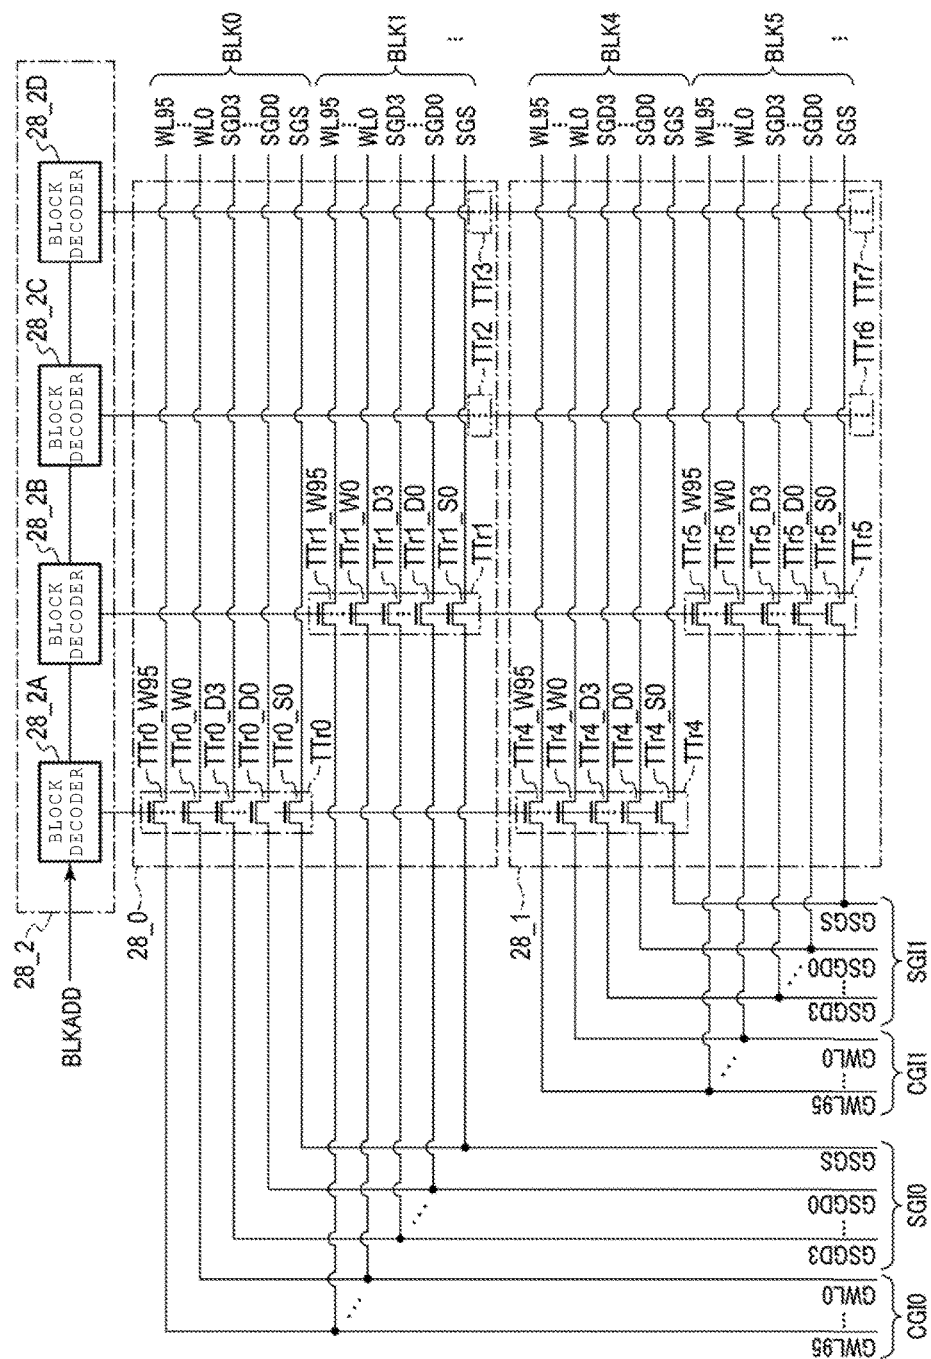 BLKADD
28_2
28_2A
28_2B
28_2C
28_2D
BLOCK
DECODER
BLOCK
DECODER
BLOCK
DECODER
BLOCK
DECODER
28_0
TTr0_W95
TTr0_W0
TTr0_D3
TTr0_D0
TTr0_S0
TTr0
TTr1_W95
TTr1_W0
TTr1_D3
TTr1_D0
TTr1_S0
TTr1
TTr2
TTr3
WL95
WL0
SGD3
SGD0
SGS
BLK0
WL95
WL0
SGD3
SGD0
SGS
BLK1
28_1
TTr4_W95
TTr4_W0
TTr4_D3
TTr4_D0
TTr4_S0
TTr4
TTr5_W95
TTr5_W0
TTr5_D3
TTr5_D0
TTr5_S0
TTr5
TTr6
TTr7
WL95
WL0
SGD3
SGD0
SGS
BLK4
WL95
WL0
SGD3
SGD0
SGS
BLK5
GWL95
GWL0
CGI0
GSGD3
GSGD0
GSGS
SGI0
GWL95
GWL0
CGI1
GSGD3
GSGD0
GSGS
SGI1